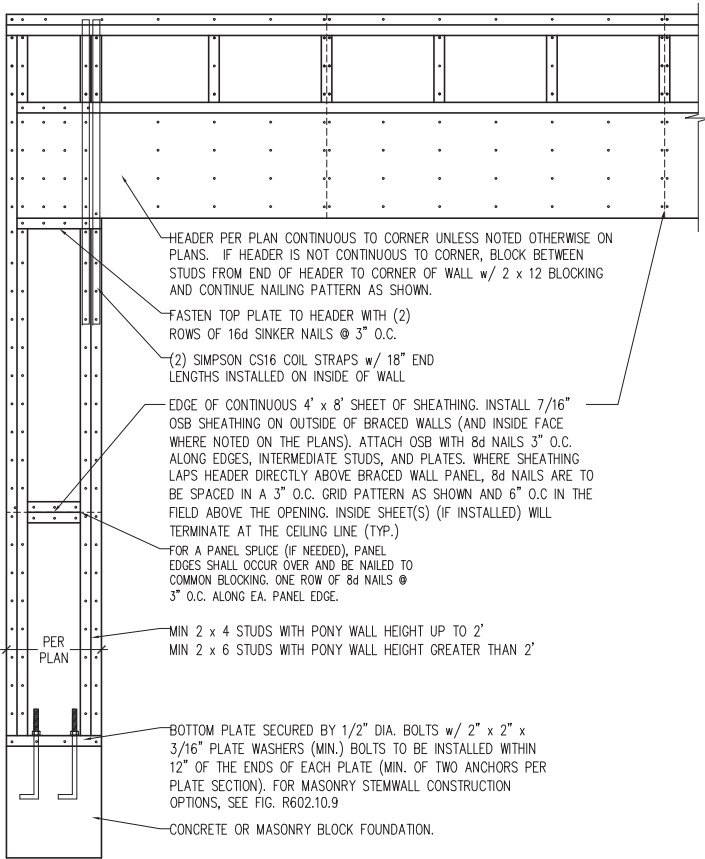 HEADER PER PLAN CONTINUOUS TO CORNER UNLESS NOTED OTHERWISE ON
PLANS. IF HEADER IS NOT CONTINUOUS TO CORNER, BLOCK BETWEEN
STUDS FROM END OF HEADER TO CORNER OF WALL w/ 2 x 12 BLOCKING
AND CONTINUE NAILING PATTERN AS SHOWN.
FASTEN TOP PLATE TO HEADER WITH (2)
ROWS OF 16d SINKER NAILS @ 3" O.C.
(2) SIMPSON CS16 COIL STRAPS w/ 18" END
LENGTHS INSTALLED ON INSIDE OF WALL
EDGE OF CONTINUOUS 4' x 8' SHEET OF SHEATHING. INSTALL 7/16"
OSB SHEATHING ON OUTSIDE OF BRACED WALLS (AND INSIDE FACE
WHERE NOTED ON THE PLANS). ATTACH OSB WITH 8d NAILS 3" O.C.
ALONG EDGES, INTERMEDIATE STUDS, AND PLATES. WHERE SHEATHING
LAPS HEADER DIRECTLY ABOVE BRACED WALL PANEL, 8d NAILS ARE TO
BE SPACED IN A 3" O.C. GRID PATTERN AS SHOWN AND 6" O.C IN THE
FIELD ABOVE THE OPENING. INSIDE SHEET(S) (IF INSTALLED) WILL
TERMINATE AT THE CEILING LINE (TYP.)
FOR A PANEL SPLICE (IF NEEDED), PANEL
EDGES SHALL OCCUR OVER AND BE NAILED TO
COMMON BLOCKING. ONE ROW OF 8d NAILS @
3" O.C. ALONG EA. PANEL EDGE.
MIN 2 x 4 STUDS WITH PONY WALL HEIGHT UP TO 2'
MIN 2 x 6 STUDS WITH PONY WALL HEIGHT GREATER THAN 2'
PER
PLAN
BOTTOM PLATE SECURED BY 1/2" DIA. BOLTS w/ 2" x 2" x
3/16" PLATE WASHERS (MIN.) BOLTS TO BE INSTALLED WITHIN
12" OF THE ENDS OF EACH PLATE (MIN. OF TWO ANCHORS PER
PLATE SECTION). FOR MASONRY STEMWALL CONSTRUCTION
OPTIONS, SEE FIG. R602.10.9
CONCRETE OR MASONRY BLOCK FOUNDATION.